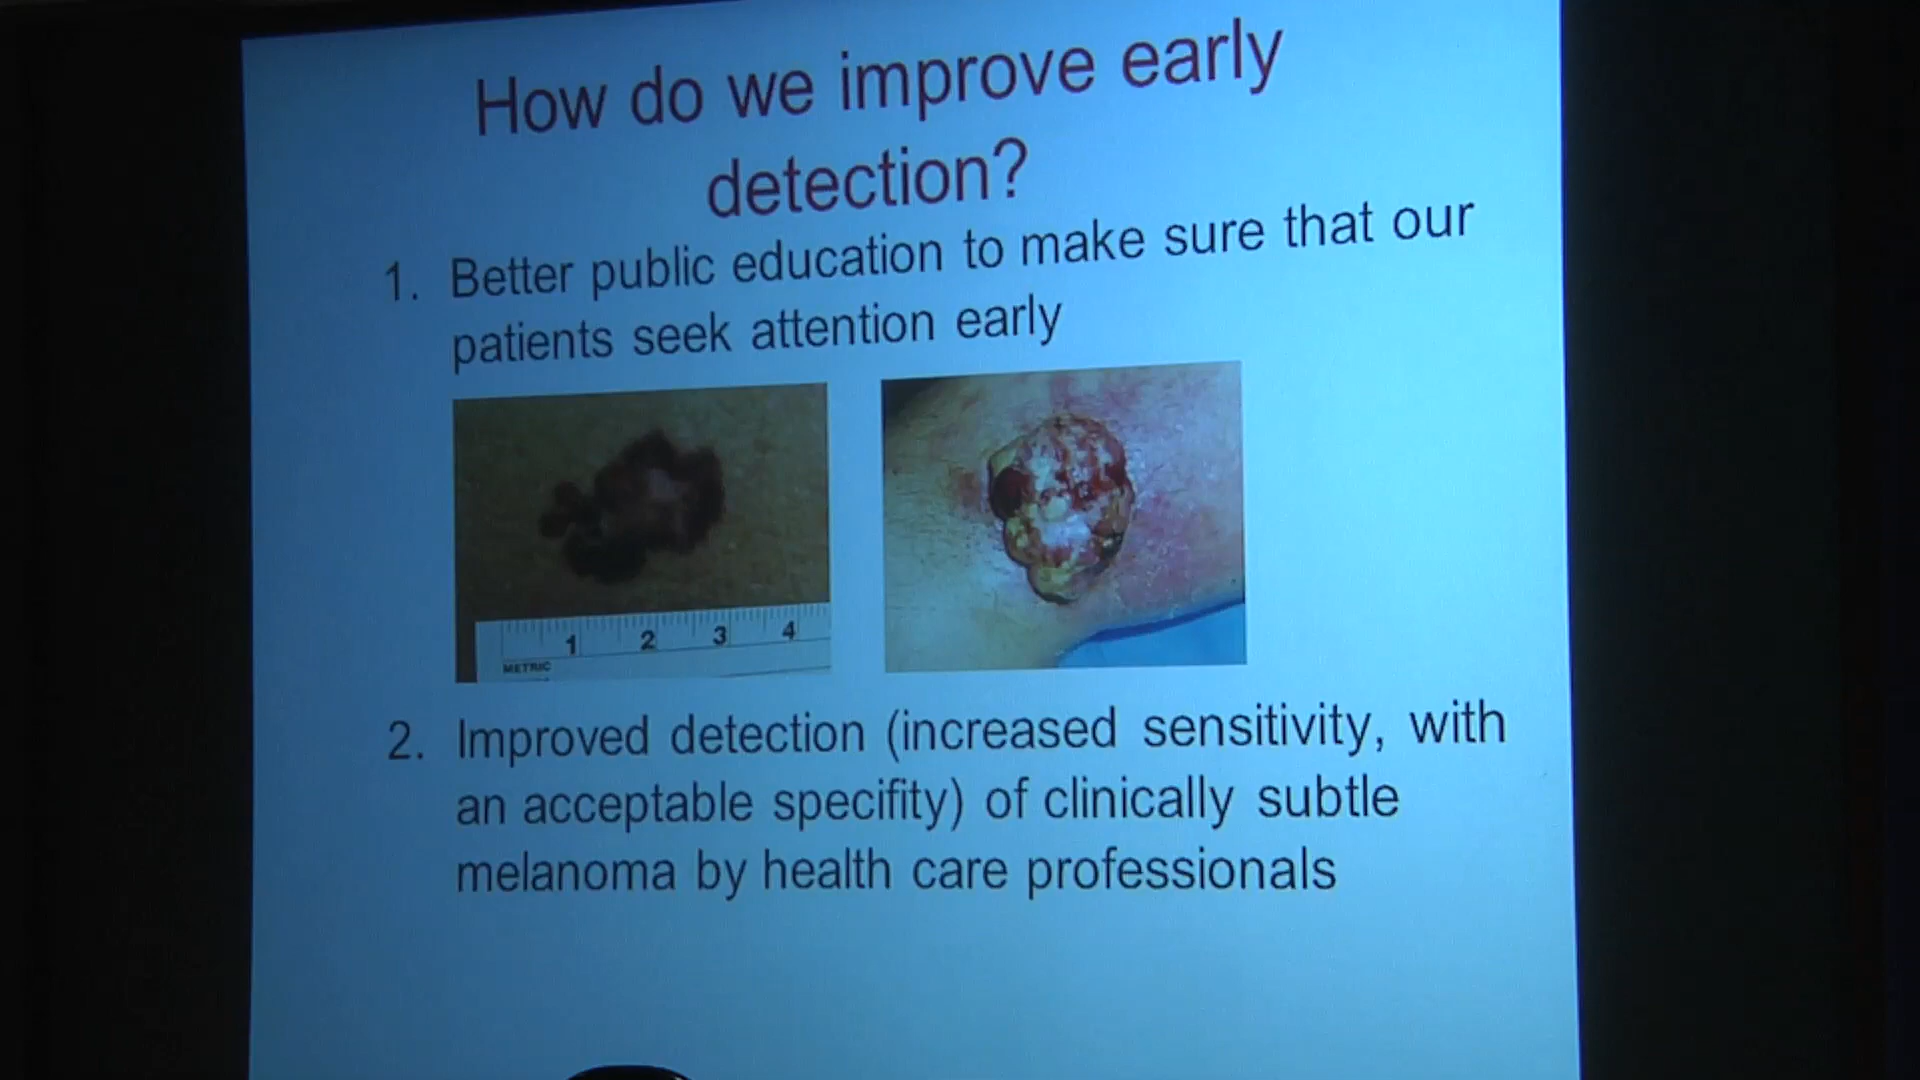 How do we improve early
detection?
1. Better public education to make sure that our
patients seek attention early
1 2 3 4
METRIC
2. Improved detection (increased sensitivity, with
an acceptable specifity) of clinically subtle
melanoma by health care professionals